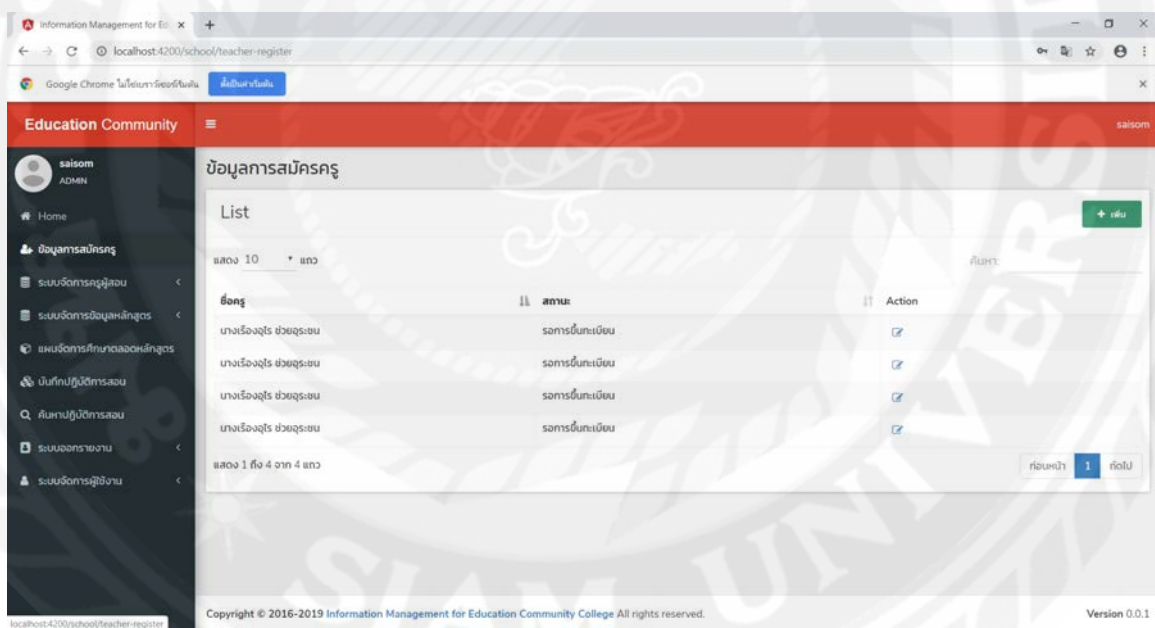 Information Management for Ed
localhost:4200/school/teacher-register
Google Chrome ไม่ใช่เบราว์เซอร์เริ่มต้น ตั้งเป็นค่าเริ่มต้น
Education Community saisom
saisom
ADMIN
Home
ข้อมูลการสมัครครู
ระบบจัดการครูผู้สอน
ระบบจัดการข้อมูลหลักสูตร
แผนจัดการศึกษาตลอดหลักสูตร
บันทึกปฏิบัติการสอน
ค้นหาปฏิบัติการสอน
ระบบออกรายงาน
ระบบจัดการผู้ใช้งาน
ข้อมูลการสมัครครู
List + เพิ่ม
แสดง 10 แถว ค้นหา:
ชื่อครู สถานะ Action
นางเรืองอุไร ช่วยอุระชน รอการขึ้นทะเบียน
นางเรืองอุไร ช่วยอุระชน รอการขึ้นทะเบียน
นางเรืองอุไร ช่วยอุระชน รอการขึ้นทะเบียน
นางเรืองอุไร ช่วยอุระชน รอการขึ้นทะเบียน
แสดง 1 ถึง 4 จาก 4 แถว ก่อนหน้า 1 ถัดไป
Copyright © 2016-2019 Information Management for Education Community College All rights reserved. Version 0.0.1
localhost:4200/school/teacher-register
SIAM UNIVERSI